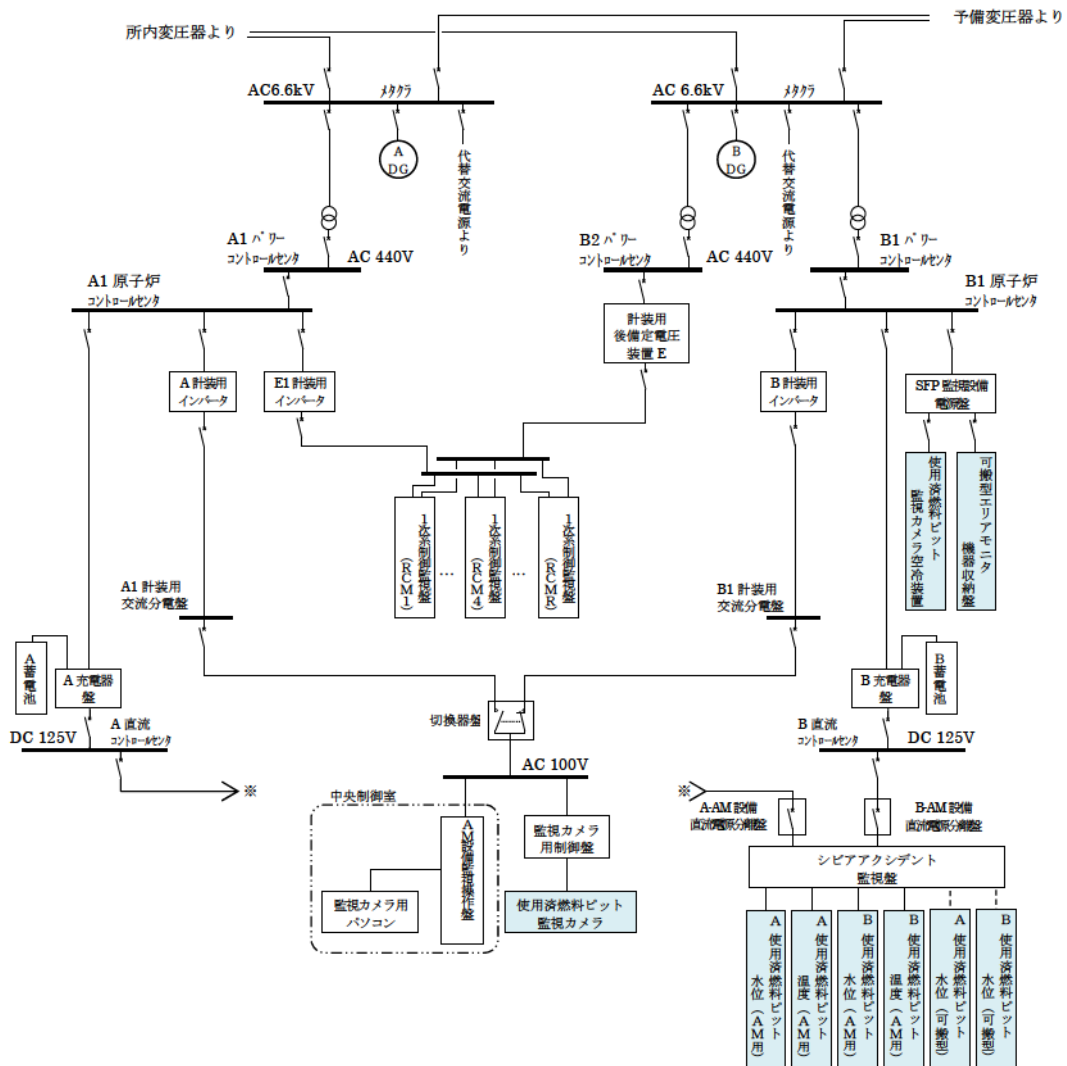 所内変圧器より
予備変圧器より
AC6.6kV
メタクラ
AC 6.6kV
メタクラ
A
DG
代替交流電源より
B
DG
代替交流電源より
A1 パワー
コントロールセンタ
AC 440V
B2 パワー
コントロールセンタ
AC 440V
B1 パワー
コントロールセンタ
A1 原子炉
コントロールセンタ
B1 原子炉
コントロールセンタ
計装用
後備定電圧
装置 E
A 計装用
インバータ
E1 計装用
インバータ
B 計装用
インバータ
SFP 監視設備
電源盤
使用済燃料ピット
監視カメラ空冷装置
可搬型エリアモニタ
機器収納盤
1次系制御監視盤
(RCM1)
…
1次系制御監視盤
(RCM4)
…
1次系制御監視盤
(RCMR)
A1 計装用
交流分電盤
B1 計装用
交流分電盤
A蓄電池
A 充電器
盤
B 充電器
盤
B蓄電池
切換器盤
DC 125V
A 直流
コントロールセンタ
B 直流
コントロールセンタ
DC 125V
AC 100V
※
※
中央制御室
A-AM 設備
直流電源分離盤
B-AM 設備
直流電源分離盤
AM設備監視操作盤
監視カメラ
用制御盤
シビアアクシデント
監視盤
監視カメラ用
パソコン
使用済燃料ピット
監視カメラ
A 使用済燃料ピット
水位（AM用）
A 使用済燃料ピット
温度（AM用）
B 使用済燃料ピット
水位（AM用）
B 使用済燃料ピット
温度（AM用）
A 使用済燃料ピット
水位（可搬型）
B 使用済燃料ピット
水位（可搬型）